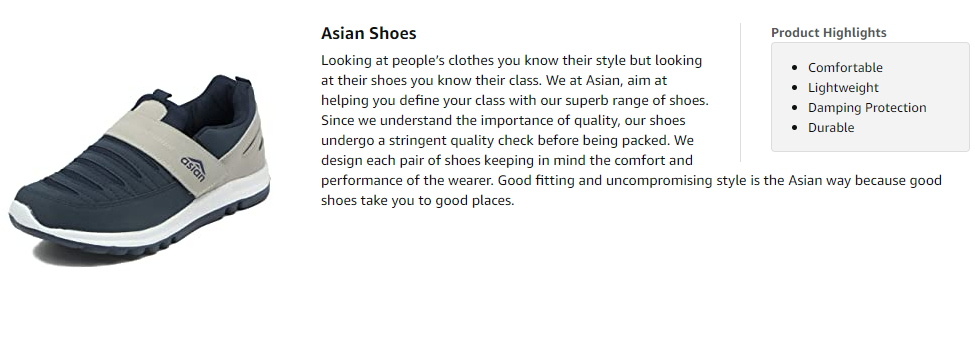 Asian Shoes
Looking at people's clothes you know their style but looking
at their shoes you know their class. We at Asian, aim at
helping you define your class with our superb range of shoes.
Since we understand the importance of quality, our shoes
undergo a stringent quality check before being packed. We
design each pair of shoes keeping in mind the comfort and
performance of the wearer. Good fitting and uncompromising style is the Asian way because good
shoes take you to good places.
Product Highlights
Comfortable
Lightweight
Damping Protection
Durable
asian